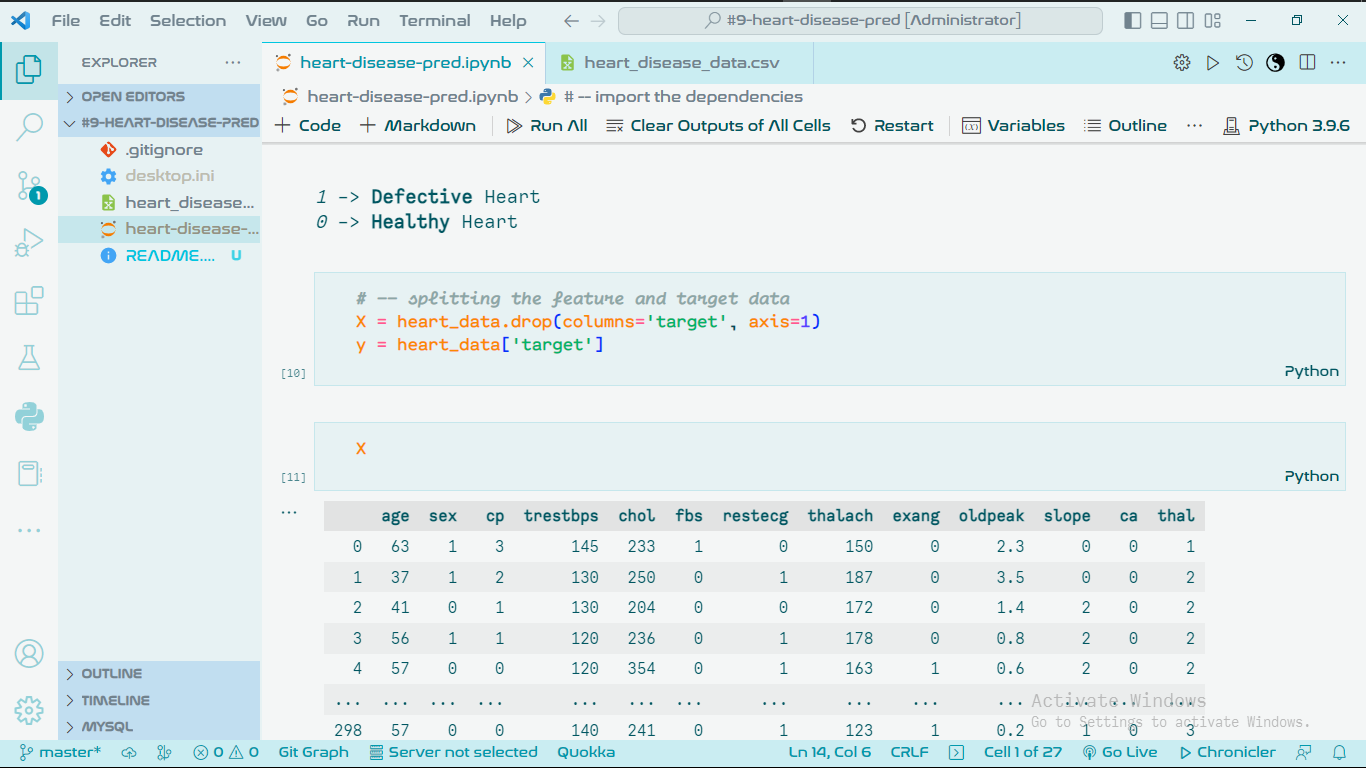 File Edit Selection View Go Run Terminal Help #9-heart-disease-pred [Administrator]
EXPLORER ...
heart-disease-pred.ipynb
heart_disease_data.csv
OPEN EDITORS
#9-HEART-DISEASE-PRED
.gitignore
desktop.ini
heart_disease...
heart-disease-...
README.... U
1
OUTLINE
TIMELINE
MYSQL
heart-disease-pred.ipynb > # -- import the dependencies
+ Code + Markdown Run All Clear Outputs of All Cells Restart Variables Outline ... Python 3.9.6
1 -> Defective Heart
0 -> Healthy Heart
# -- splitting the feature and target data
X = heart_data.drop(columns='target', axis=1)
y = heart_data['target']
[10] Python
X
[11] Python
...
age sex cp trestbps chol fbs restecg thalach exang oldpeak slope ca thal
0 63 1 3 145 233 1 0 150 0 2.3 0 0 1
1 37 1 2 130 250 0 1 187 0 3.5 0 0 2
2 41 0 1 130 204 0 0 172 0 1.4 2 0 2
3 56 1 1 120 236 0 1 178 0 0.8 2 0 2
4 57 0 0 120 354 0 1 163 1 0.6 2 0 2
... ... ... ... ... ... ... ... ... ... ... ... ... ...
298 57 0 0 140 241 0 1 123 1 0.2 1 0 3
Activate Windows
Go to Settings to activate Windows.
master* 0 0 Git Graph Server not selected Quokka Ln 14, Col 6 CRLF Cell 1 of 27 Go Live Chronicler